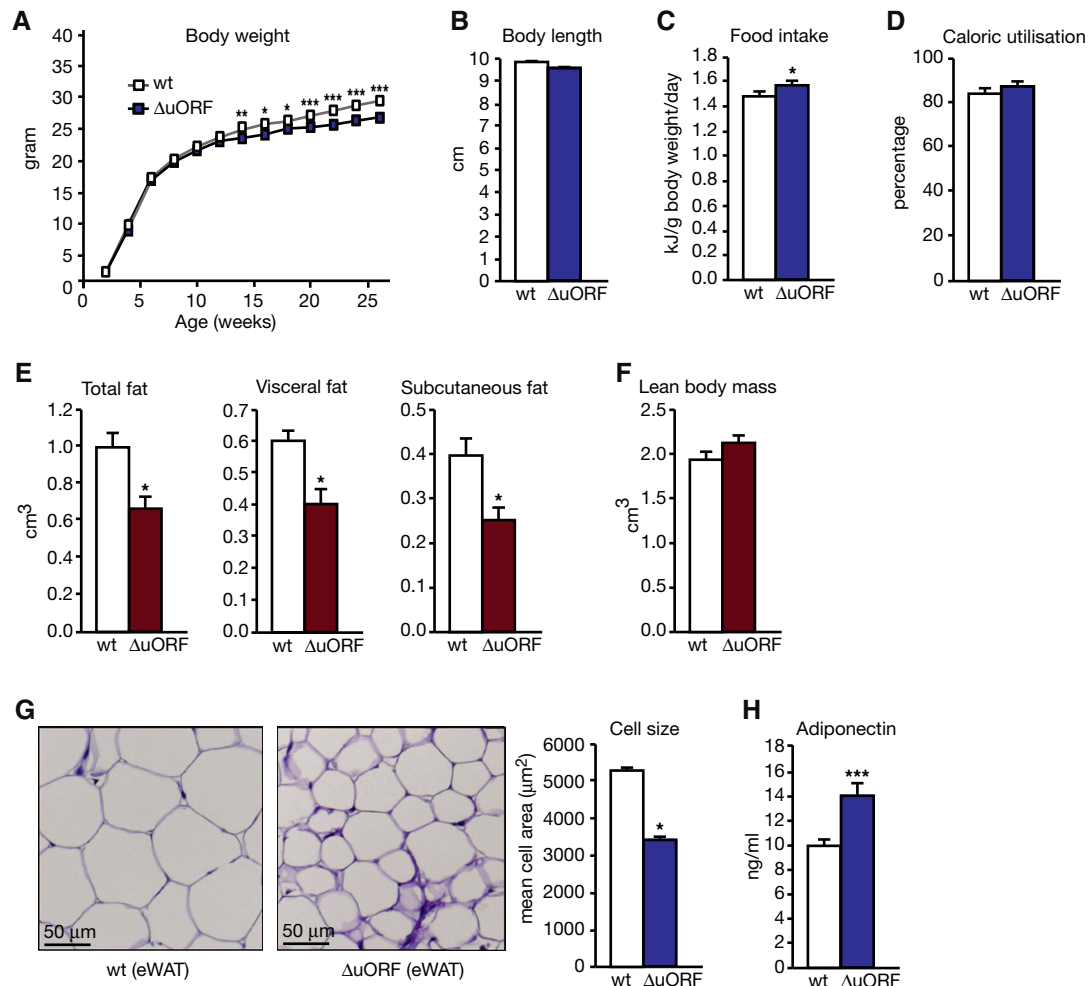 A
Body weight
40
35
30
25
20
15
10
5
1
0
5
10
15
20
25
gram
Age (weeks)
wt
ΔuORF
**
*
*
***
***
***
***
B
Body length
10
9
8
7
6
5
4
3
2
1
0
cm
wt ΔuORF
C
Food intake
1.8
1.6
1.4
1.2
1.0
0.8
0.6
0.4
0.2
0.0
kJ/g body weight/day
*
wt ΔuORF
D
Caloric utilisation
100
80
60
40
20
0
percentage
wt ΔuORF
E
Total fat
1.2
1.0
0.8
0.6
0.4
0.2
0.0
cm3
*
wt ΔuORF
Visceral fat
0.7
0.6
0.5
0.4
0.3
0.2
0.1
0.0
*
wt ΔuORF
Subcutaneous fat
0.5
0.4
0.3
0.2
0.1
0.0
*
wt ΔuORF
F
Lean body mass
2.5
2.0
1.5
1.0
0.5
0.0
cm3
wt ΔuORF
G
50 μm
wt (eWAT)
50 μm
ΔuORF (eWAT)
Cell size
6000
5000
4000
3000
2000
1000
0
mean cell area (μm2)
*
wt ΔuORF
H
Adiponectin
18
16
14
12
10
8
6
4
2
0
ng/ml
***
wt ΔuORF